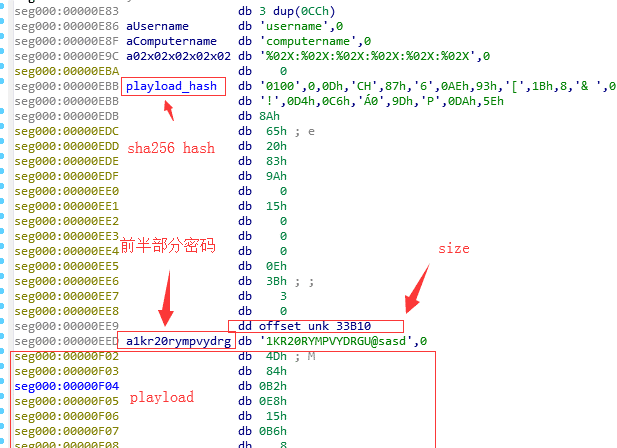 seg000:00000E83 db 3 dup(0CCh)
seg000:00000E86 aUsername db 'username',0
seg000:00000E8F aComputername db 'computername',0
seg000:00000E9C a02x02x02x02x02 db '%02X:%02X:%02X:%02X:%02X:%02X',0
seg000:00000EBA db 0
seg000:00000EBB playload_hash db '0100',0,0Dh,'CH',87h,'6',0AEh,93h,'[',1Bh,8,'& ',0
seg000:00000EBB db '!',0D4h,0C6h,'Á0',9Dh,'P',0DAh,5Eh
seg000:00000EDB db 8Ah
seg000:00000EDC db 65h ; e
seg000:00000EDD db 20h
seg000:00000EDE db 83h
seg000:00000EDF db 9Ah
seg000:00000EE0 db 0
seg000:00000EE1 db 15h
seg000:00000EE2 db 0
seg000:00000EE3 db 0
seg000:00000EE4 db 0
seg000:00000EE5 db 0Eh
seg000:00000EE6 db 3Bh ; ;
seg000:00000EE7 db 3
seg000:00000EE8 db 0
seg000:00000EE9 dd offset unk_33B10
seg000:00000EED a1kr20rympvydrg db '1KR20RYMPVYDRGU@sasd',0
seg000:00000F02 db 4Dh ; M
seg000:00000F03 db 84h
seg000:00000F04 db 0B2h
seg000:00000F05 db 0E8h
seg000:00000F06 db 15h
seg000:00000F07 db 0B6h
seg000:00000F08 db 8
sha256 hash
前半部分密码
size
playload